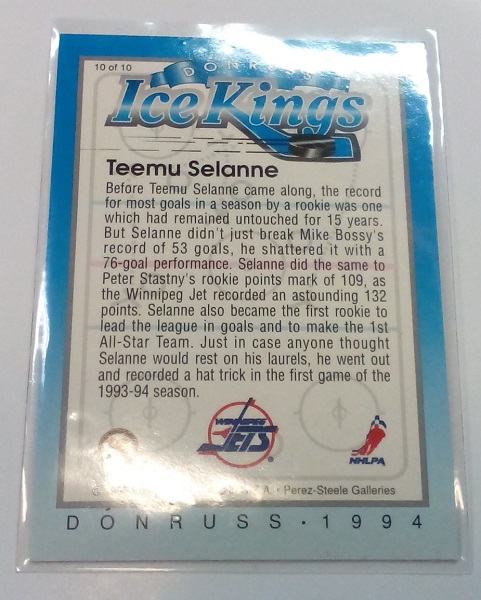 10 of 10
DONRUSS
Ice Kings
Teemu Selanne
Before Teemu Selanne came along, the record
for most goals in a season by a rookie was one
which had remained untouched for 15 years.
But Selanne didn't just break Mike Bossy's
record of 53 goals, he shattered it with a
76-goal performance. Selanne did the same to
Peter Stastny's rookie points mark of 109, as
the Winnipeg Jet recorded an astounding 132
points. Selanne also became the first rookie to
lead the league in goals and to make the 1st
All-Star Team. Just in case anyone thought
Selanne would rest on his laurels, he went out
and recorded a hat trick in the first game of the
1993-94 season.
WINNIPEG
JETS
NHLPA
• Perez-Steele Galleries
DONRUSS · 1994